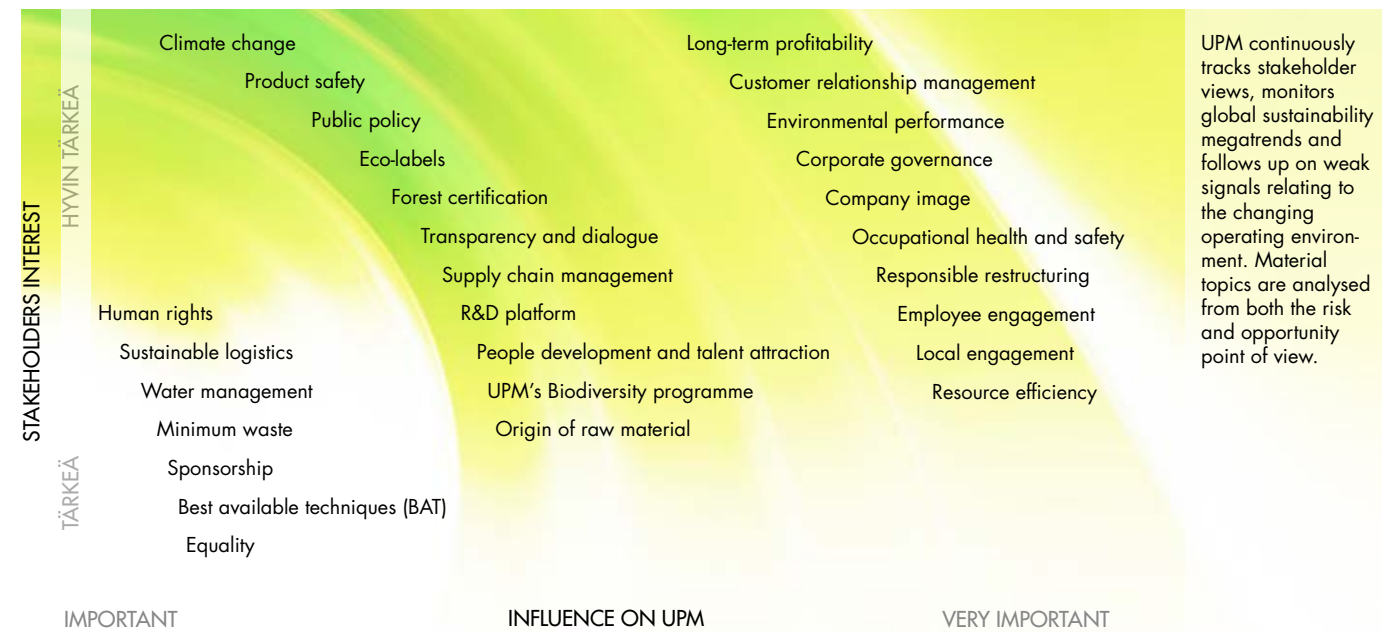 STAKEHOLDERS INTEREST
HYVIN TÄRKEÄ
TÄRKEÄ
Climate change
Product safety
Public policy
Eco-labels
Forest certification
Transparency and dialogue
Supply chain management
R&D platform
People development and talent attraction
UPM's Biodiversity programme
Origin of raw material
Human rights
Sustainable logistics
Water management
Minimum waste
Sponsorship
Best available techniques (BAT)
Equality
Long-term profitability
Customer relationship management
Environmental performance
Corporate governance
Company image
Occupational health and safety
Responsible restructuring
Employee engagement
Local engagement
Resource efficiency
UPM continuously
tracks stakeholder
views, monitors
global sustainability
megatrends and
follows up on weak
signals relating to
the changing
operating environ-
ment. Material
topics are analysed
from both the risk
and opportunity
point of view.
IMPORTANT
INFLUENCE ON UPM
VERY IMPORTANT